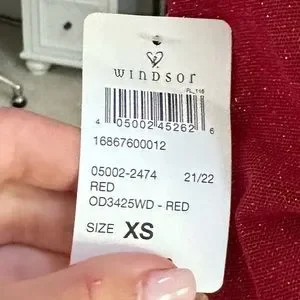 WINDSOR
PL_116
4 05002 45262 6
16867600012
05002-2474 21/22
RED
OD3425WD - RED
SIZE XS